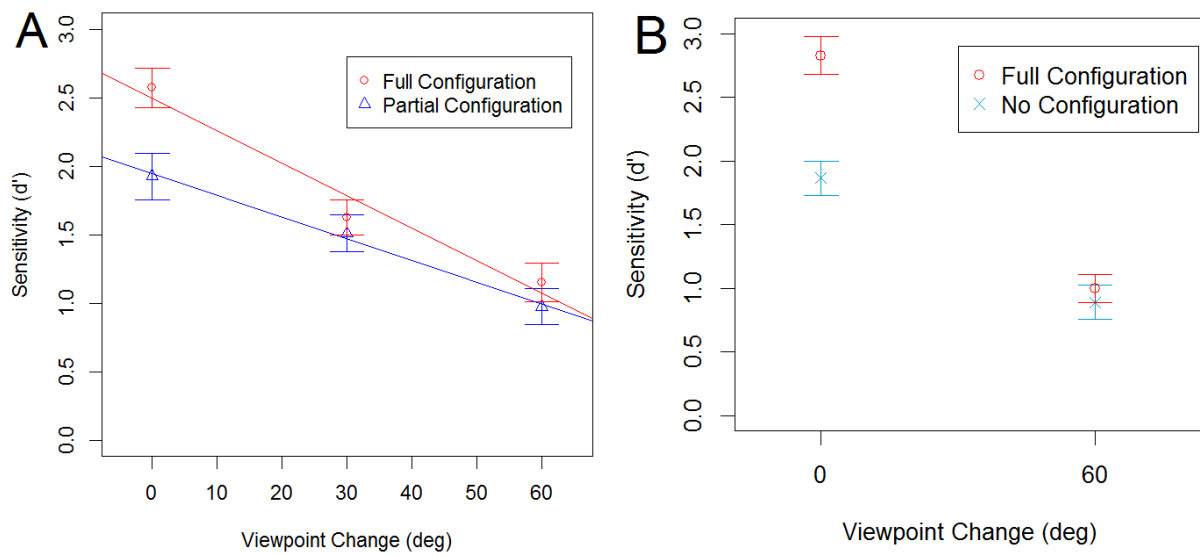 A
Full Configuration
Partial Configuration
Sensitivity (d')
3.0
2.5
2.0
1.5
1.0
0.5
0.0
0 10 20 30 40 50 60
Viewpoint Change (deg)
B
Full Configuration
No Configuration
Sensitivity (d')
3.0
2.5
2.0
1.5
1.0
0.5
0.0
0 60
Viewpoint Change (deg)